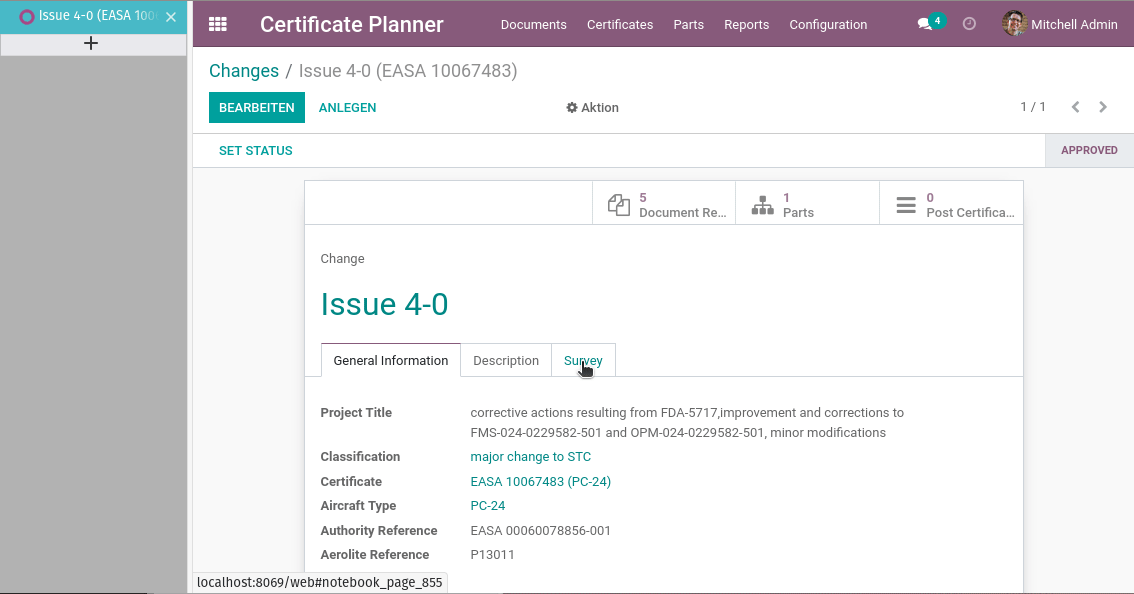 Issue 4-0 (EASA 100
Certificate Planner
Documents Certificates Parts Reports Configuration
4
Mitchell Admin
Changes / Issue 4-0 (EASA 10067483)
BEARBEITEN ANLEGEN Aktion 1 / 1
SET STATUS APPROVED
5
Document Re...
1
Parts
0
Post Certifica...
Change
Issue 4-0
General Information Description Survey
Project Title corrective actions resulting from FDA-5717,improvement and corrections to
FMS-024-0229582-501 and OPM-024-0229582-501, minor modifications
Classification major change to STC
Certificate EASA 10067483 (PC-24)
Aircraft Type PC-24
Authority Reference EASA 00060078856-001
Aerolite Reference P13011
localhost:8069/web#notebook_page_855